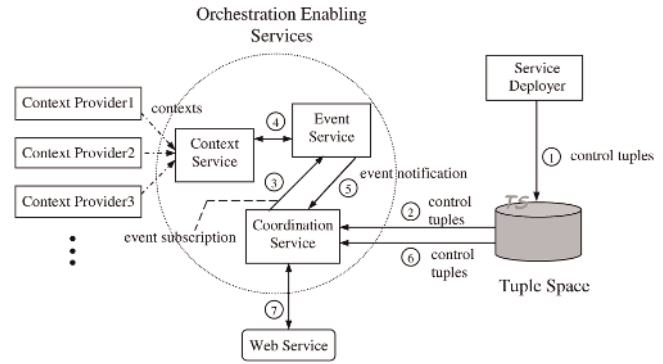 Orchestration Enabling
Services
Service
Deployer
Context Provider1
contexts
Context Provider2
Context Provider3
Context
Service
4
Event
Service
1 control tuples
3
5
event notification
TS
event subscription
Coordination
Service
2 control
tuples
6 control
tuples
Tuple Space
7
Web Service